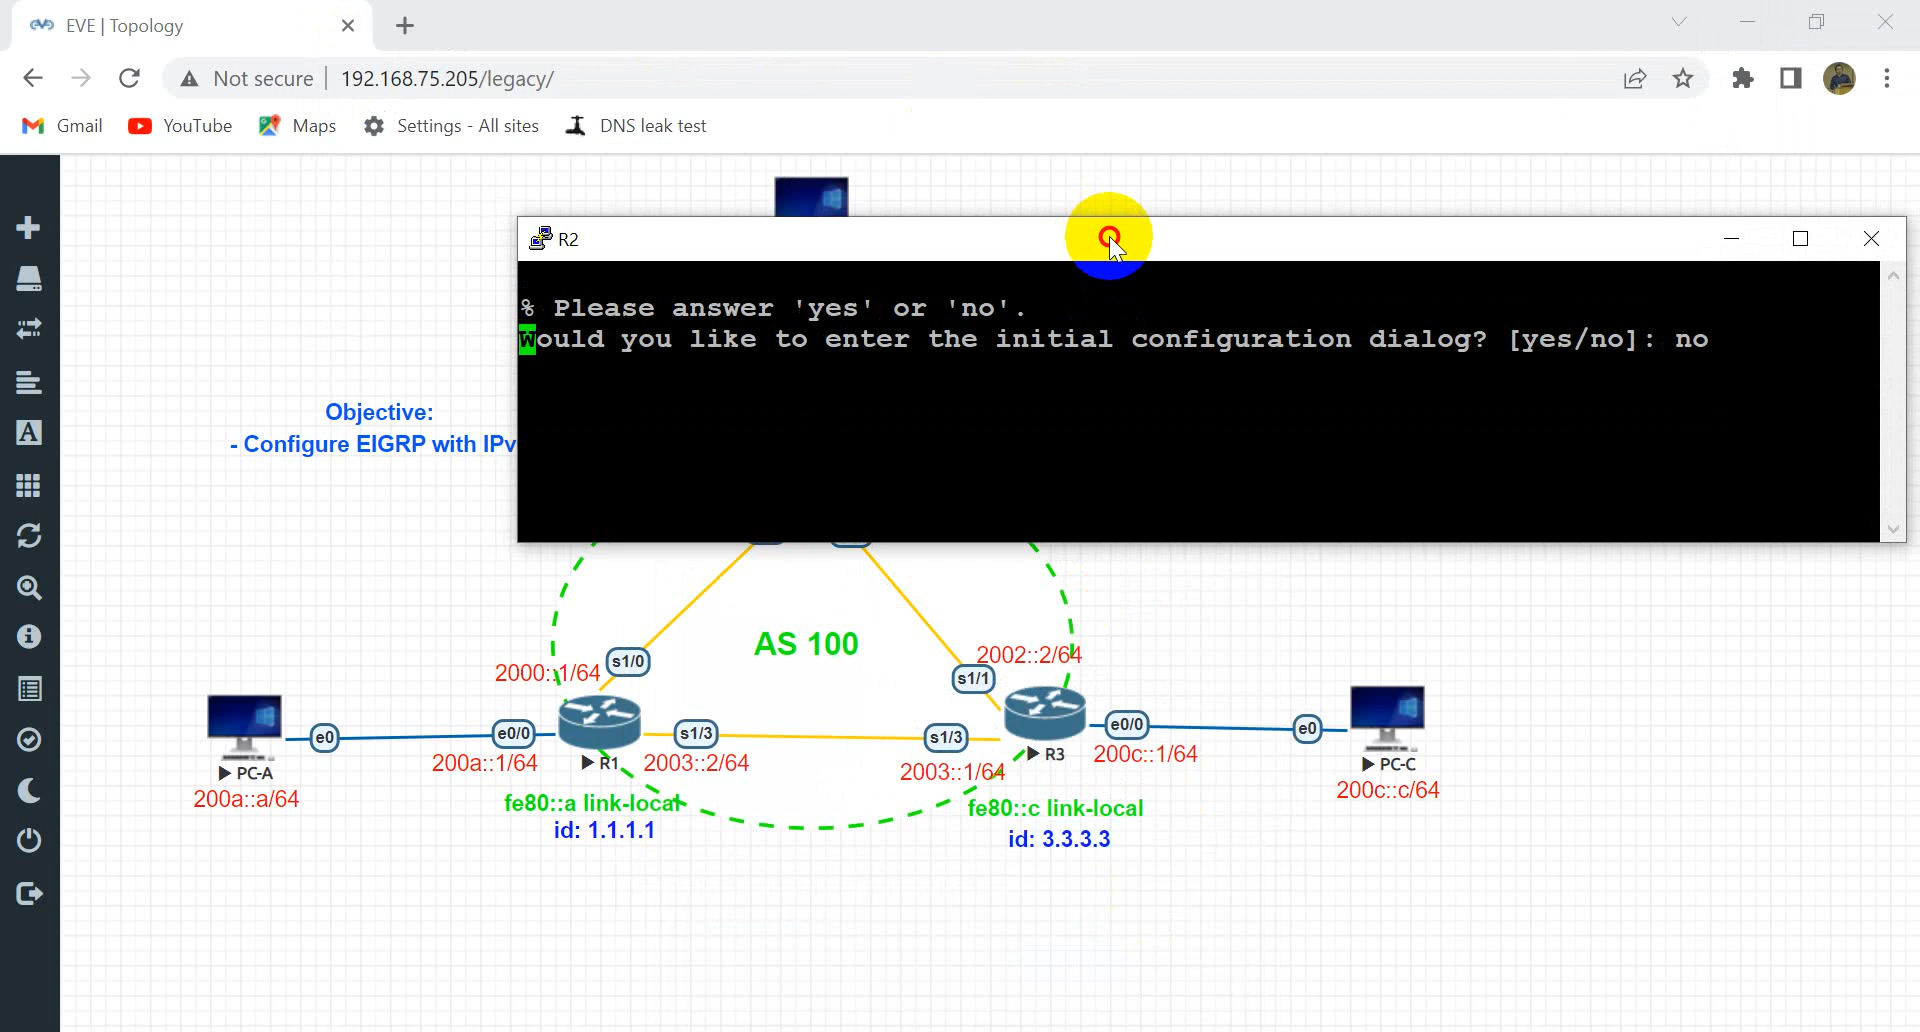 EVE | Topology
Not secure | 192.168.75.205/legacy/
Gmail YouTube Maps Settings - All sites DNS leak test
R2
% Please answer 'yes' or 'no'.
Would you like to enter the initial configuration dialog? [yes/no]: no
Objective:
- Configure EIGRP with IPv
AS 100
2000::1/64 s1/0
2002::2/64
s1/1
e0 e0/0 s1/3 s1/3 e0/0 e0
PC-A R1 R3 PC-C
200a::1/64 2003::2/64 2003::1/64 200c::1/64
200a::a/64 200c::c/64
fe80::a link-local fe80::c link-local
id: 1.1.1.1 id: 3.3.3.3